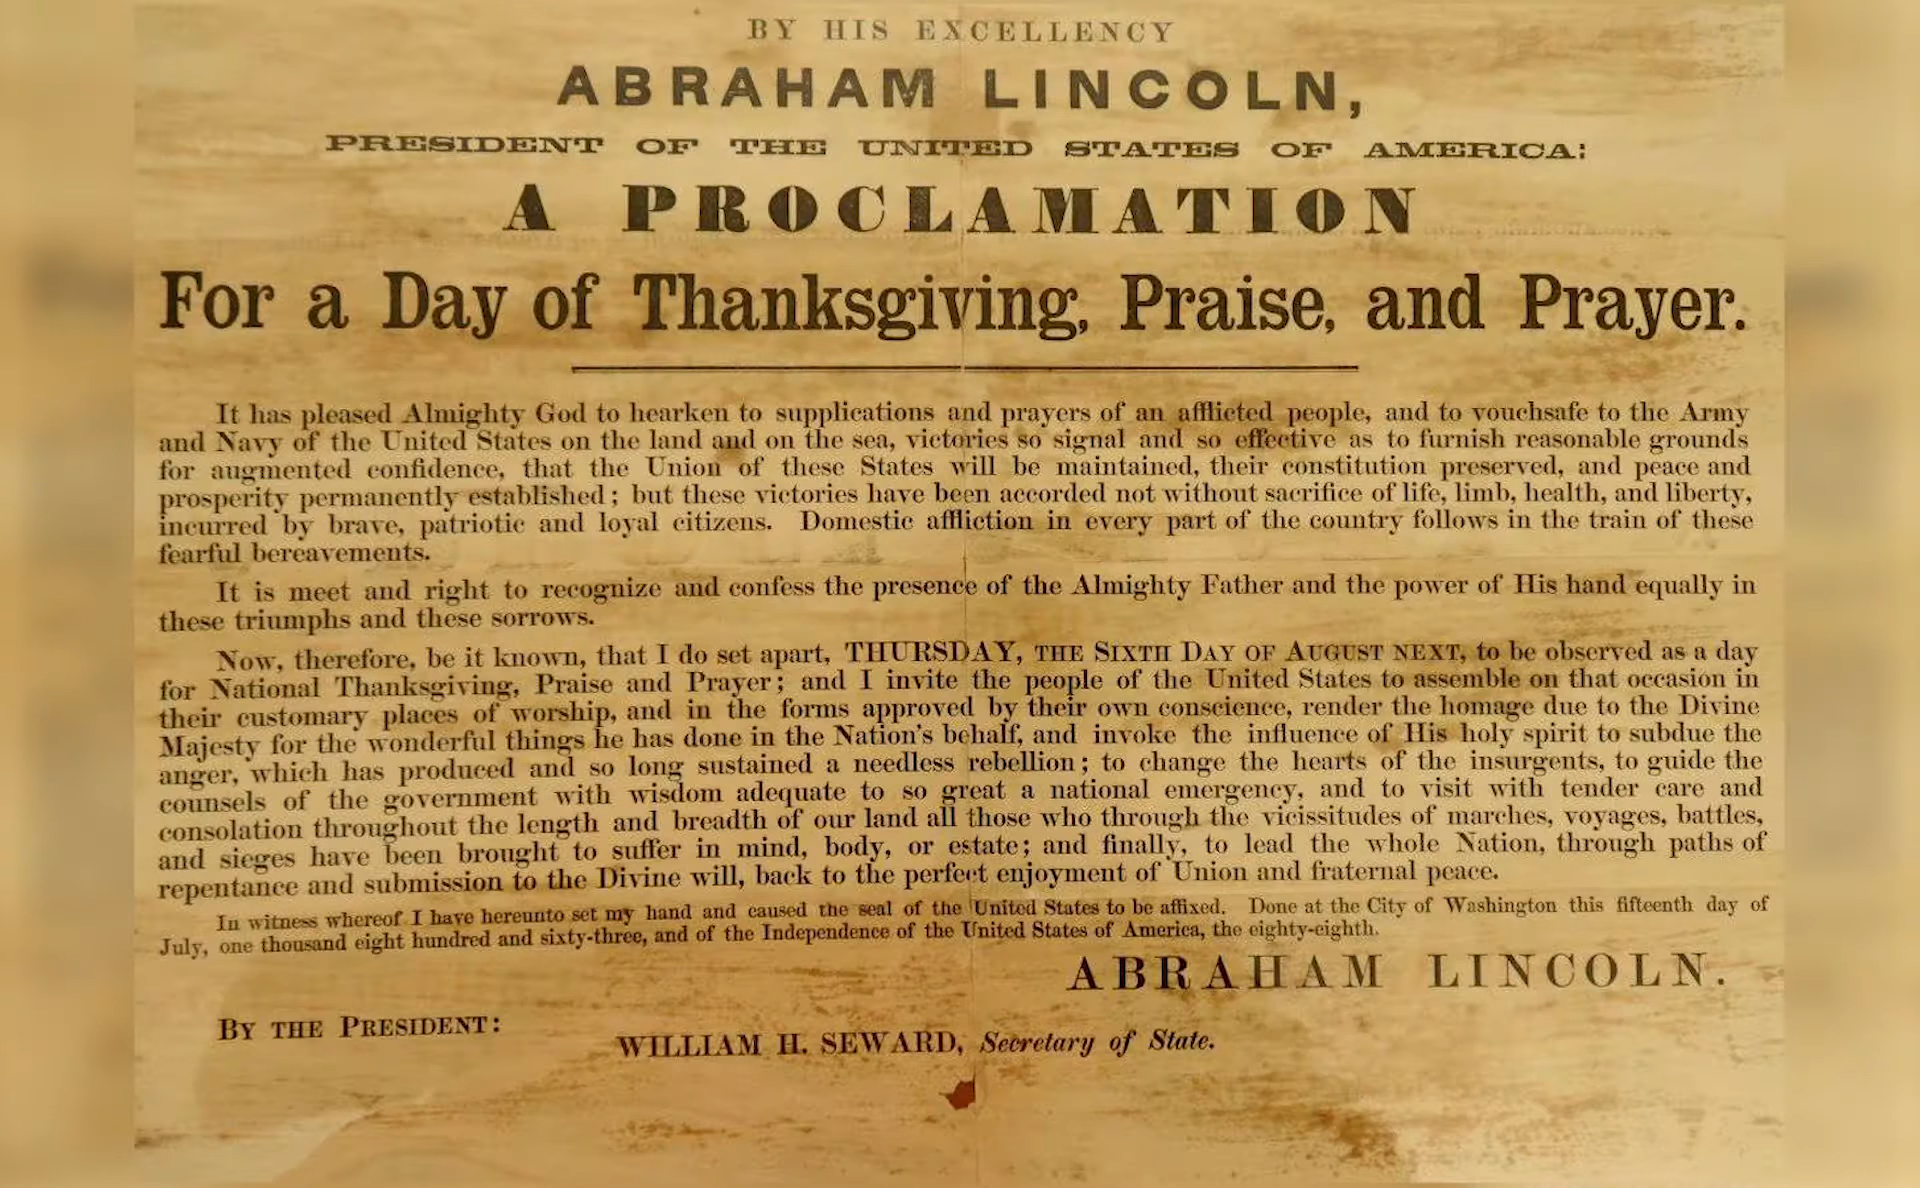 BY HIS EXCELLENCY
ABRAHAM LINCOLN,
PRESIDENT OF THE UNITED STATES OF AMERICA:
A PROCLAMATION
For a Day of Thanksgiving, Praise, and Prayer.
It has pleased Almighty God to hearken to supplications and prayers of an afflicted people, and to vouchsafe to the Army
and Navy of the United States on the land and on the sea, victories so signal and so effective as to furnish reasonable grounds
for augmented confidence, that the Union of these States will be maintained, their constitution preserved, and peace and
prosperity permanently established; but these victories have been accorded not without sacrifice of life, limb, health, and liberty,
incurred by brave, patriotic and loyal citizens. Domestic affliction in every part of the country follows in the train of these
fearful bereavements.
It is meet and right to recognize and confess the presence of the Almighty Father and the power of His hand equally in
these triumphs and these sorrows.
Now, therefore, be it known, that I do set apart, THURSDAY, THE SIXTH DAY OF AUGUST NEXT, to be observed as a day
for National Thanksgiving, Praise and Prayer; and I invite the people of the United States to assemble on that occasion in
their customary places of worship, and in the forms approved by their own conscience, render the homage due to the Divine
Majesty for the wonderful things he has done in the Nation's behalf, and invoke the influence of His holy spirit to subdue the
anger, which has produced and so long sustained a needless rebellion; to change the hearts of the insurgents, to guide the
counsels of the government with wisdom adequate to so great a national emergency, and to visit with tender care and
consolation throughout the length and breadth of our land all those who through the vicissitudes of marches, voyages, battles,
and sieges have been brought to suffer in mind, body, or estate; and finally, to lead the whole Nation, through paths of
repentance and submission to the Divine will, back to the perfect enjoyment of Union and fraternal peace.
In witness whereof I have hereunto set my hand and caused the seal of the United States to be affixed. Done at the City of Washington this fifteenth day of
July, one thousand eight hundred and sixty-three, and of the Independence of the United States of America, the eighty-eighth.
ABRAHAM LINCOLN.
BY THE PRESIDENT:
WILLIAM H. SEWARD, Secretary of State.